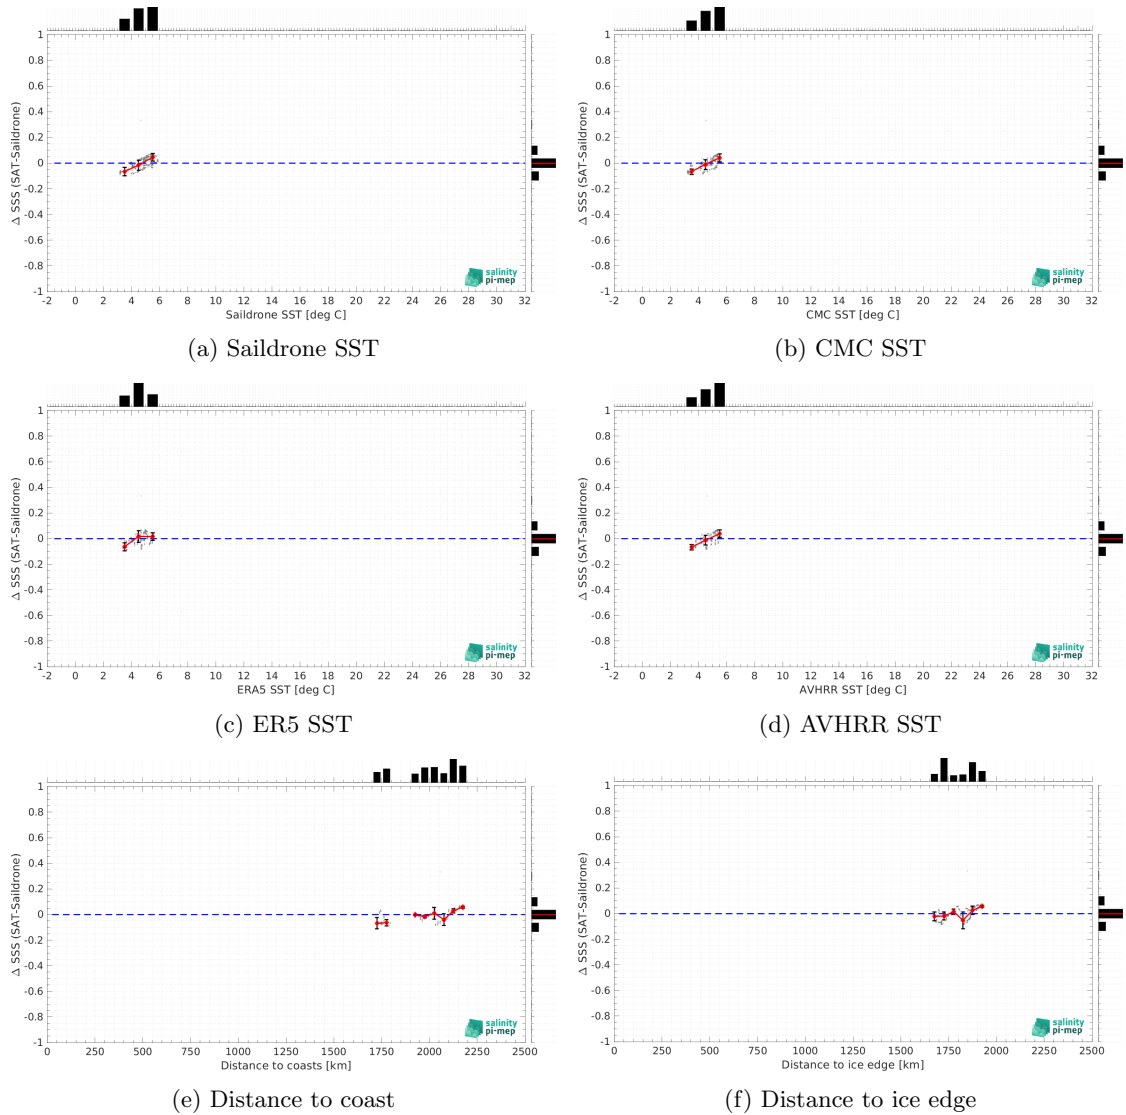 1
0.8
0.6
0.4
0.2
0
-0.2
-0.4
-0.6
-0.8
-1
Δ SSS (SAT-Saildrone)
salinity
pi-mep
-2 0 2 4 6 8 10 12 14 16 18 20 22 24 26 28 30 32
Saildrone SST [deg C]
(a) Saildrone SST
1
0.8
0.6
0.4
0.2
0
-0.2
-0.4
-0.6
-0.8
-1
Δ SSS (SAT-Saildrone)
salinity
pi-mep
-2 0 2 4 6 8 10 12 14 16 18 20 22 24 26 28 30 32
CMC SST [deg C]
(b) CMC SST
1
0.8
0.6
0.4
0.2
0
-0.2
-0.4
-0.6
-0.8
-1
Δ SSS (SAT-Saildrone)
salinity
pi-mep
-2 0 2 4 6 8 10 12 14 16 18 20 22 24 26 28 30 32
ERA5 SST [deg C]
(c) ER5 SST
1
0.8
0.6
0.4
0.2
0
-0.2
-0.4
-0.6
-0.8
-1
Δ SSS (SAT-Saildrone)
salinity
pi-mep
-2 0 2 4 6 8 10 12 14 16 18 20 22 24 26 28 30 32
AVHRR SST [deg C]
(d) AVHRR SST
1
0.8
0.6
0.4
0.2
0
-0.2
-0.4
-0.6
-0.8
-1
Δ SSS (SAT-Saildrone)
salinity
pi-mep
0 250 500 750 1000 1250 1500 1750 2000 2250 2500
Distance to coasts [km]
(e) Distance to coast
1
0.8
0.6
0.4
0.2
0
-0.2
-0.4
-0.6
-0.8
-1
Δ SSS (SAT-Saildrone)
salinity
pi-mep
0 250 500 750 1000 1250 1500 1750 2000 2250 2500
Distance to ice edge [km]
(f) Distance to ice edge